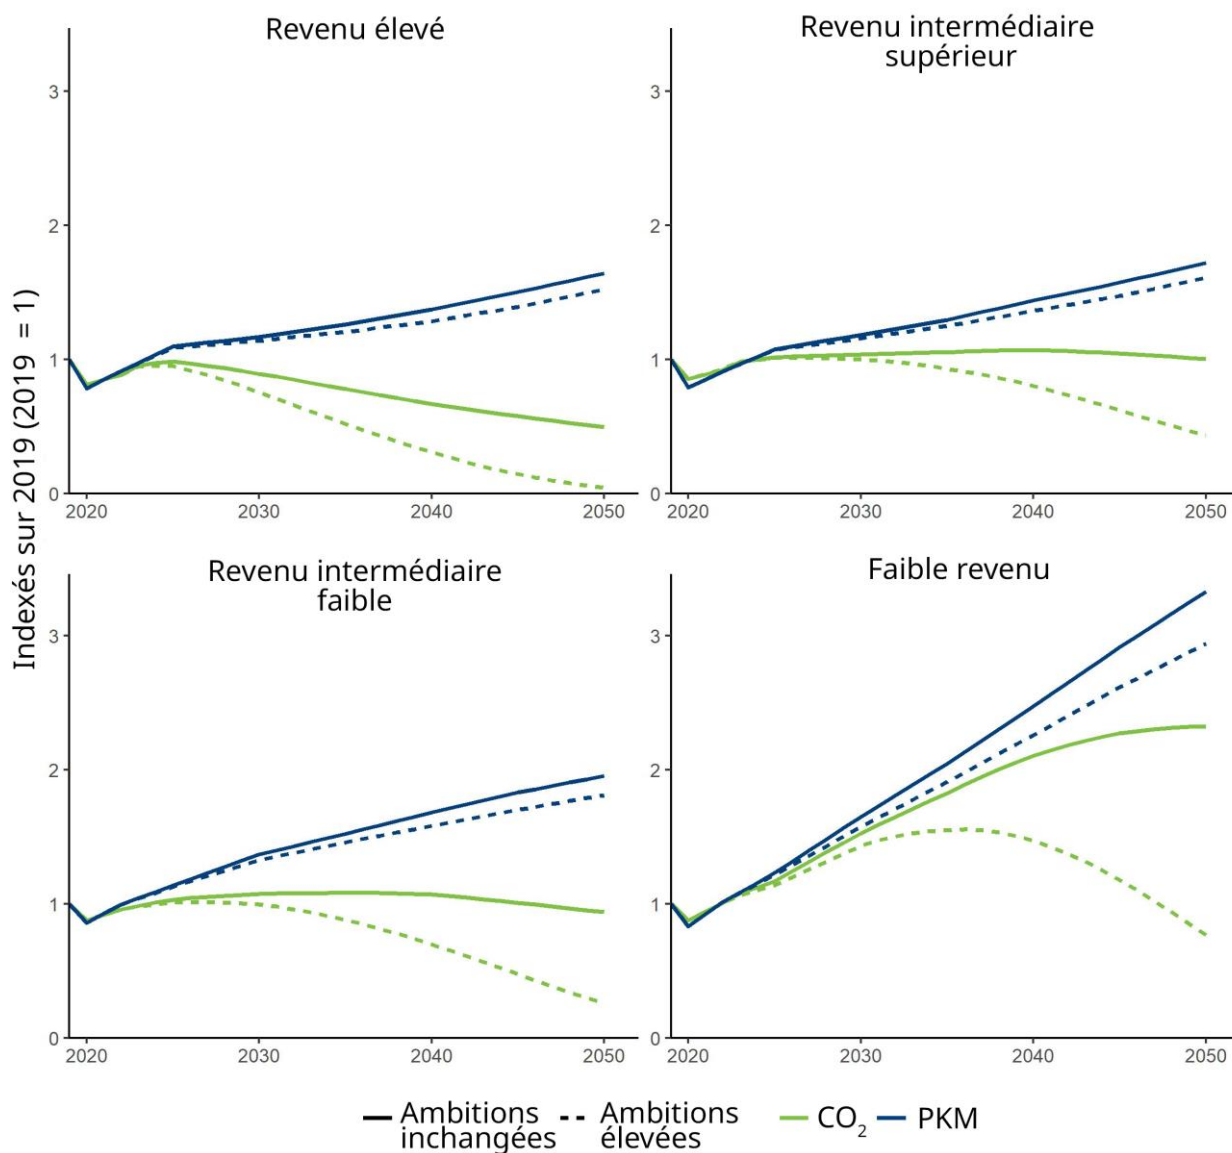 Revenu élevé
Revenu intermédiaire
supérieur
3
2
1
0
2020
2030
2040
2050
3
2
1
0
2020
2030
2040
2050
Indexés sur 2019 (2019 = 1)
Revenu intermédiaire
faible
Faible revenu
3
2
1
0
2020
2030
2040
2050
3
2
1
0
2020
2030
2040
2050
Ambitions
inchangées
Ambitions
élevées
CO₂
PKM